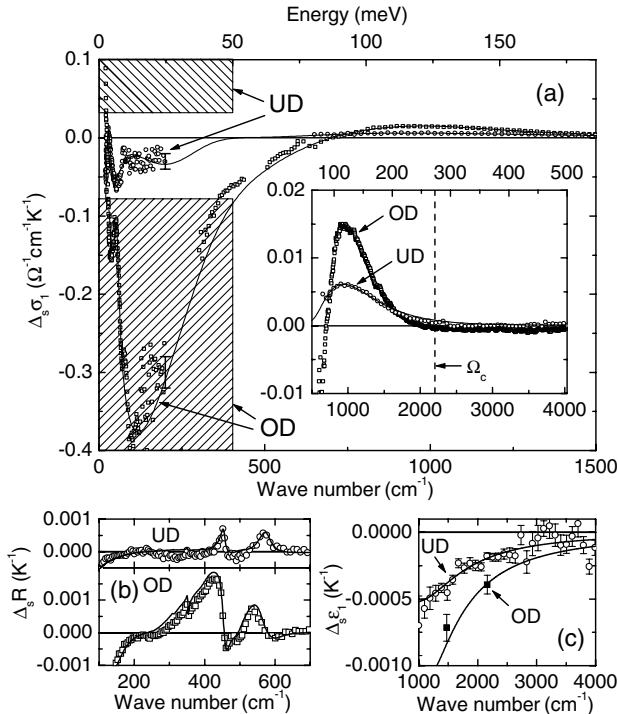 Energy (meV)
0 50 100 150
0.1
0.0
-0.1
-0.2
-0.3
-0.4
Δsσ1 (Ω-1cm-1K-1)
UD
(a)
OD
0 500 1000 1500
Wave number (cm-1)
100 200 300 400 500
0.02
0.01
0.00
-0.01
OD
UD
Ωc
1000 2000 3000 4000
0.001
0.000
0.001
0.000
-0.001
ΔsR (K-1)
UD
(b) OD
200 400 600
Wave number (cm-1)
0.0000
-0.0005
-0.0010
Δsε1 (K-1)
UD
OD
(c)
1000 2000 3000 4000
Wave number (cm-1)